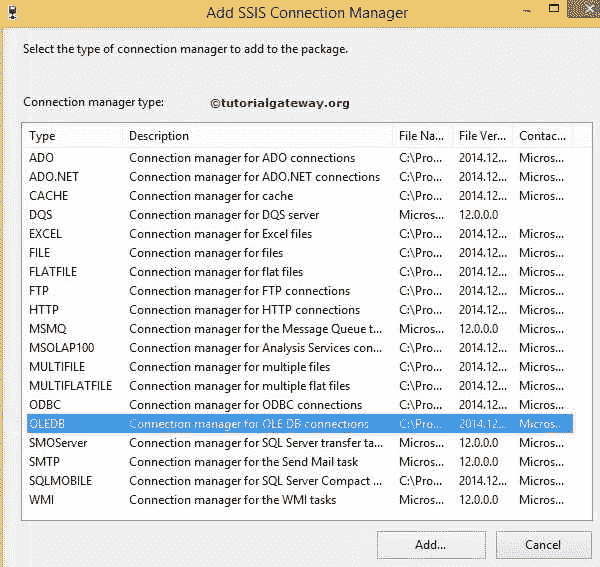 Add SSIS Connection Manager
Select the type of connection manager to add to the package.
Connection manager type: ©tutorialgateway.org
Type Description File Na... File Ver... Contac...
ADO Connection manager for ADO connections C:\Pro... 2014.12... Micros...
ADO.NET Connection manager for ADO.NET connections C:\Pro... 2014.12... Micros...
CACHE Connection manager for cache C:\Pro... 2014.12... Micros...
DQS Connection manager for DQS server Micros... 12.0.0.0
EXCEL Connection manager for Excel files C:\Pro... 2014.12... Micros...
FILE Connection manager for files C:\Pro... 2014.12... Micros...
FLATFILE Connection manager for flat files C:\Pro... 2014.12... Micros...
FTP Connection manager for FTP connections C:\Pro... 2014.12... Micros...
HTTP Connection manager for HTTP connections C:\Pro... 2014.12... Micros...
MSMQ Connection manager for the Message Queue t... Micros... 12.0.0.0 Micros...
MSOLAP100 Connection manager for Analysis Services con... C:\Pro... 2014.12... Micros...
MULTIFILE Connection manager for multiple files C:\Pro... 2014.12... Micros...
MULTIFLATFILE Connection manager for multiple flat files C:\Pro... 2014.12... Micros...
ODBC Connection manager for ODBC connections C:\Pro... 2014.12... Micros...
OLEDB Connection manager for OLE DB connections C:\Pro... 2014.12... Micros...
SMOServer Connection manager for SQL Server transfer ta... Micros... 12.0.0.0 Micros...
SMTP Connection manager for the Send Mail task Micros... 12.0.0.0 Micros...
SQLMOBILE Connection manager for SQL Server Compact ... C:\Pro... 2014.12... Micros...
WMI Connection manager for the WMI tasks Micros... 12.0.0.0 Micros...
Add... Cancel